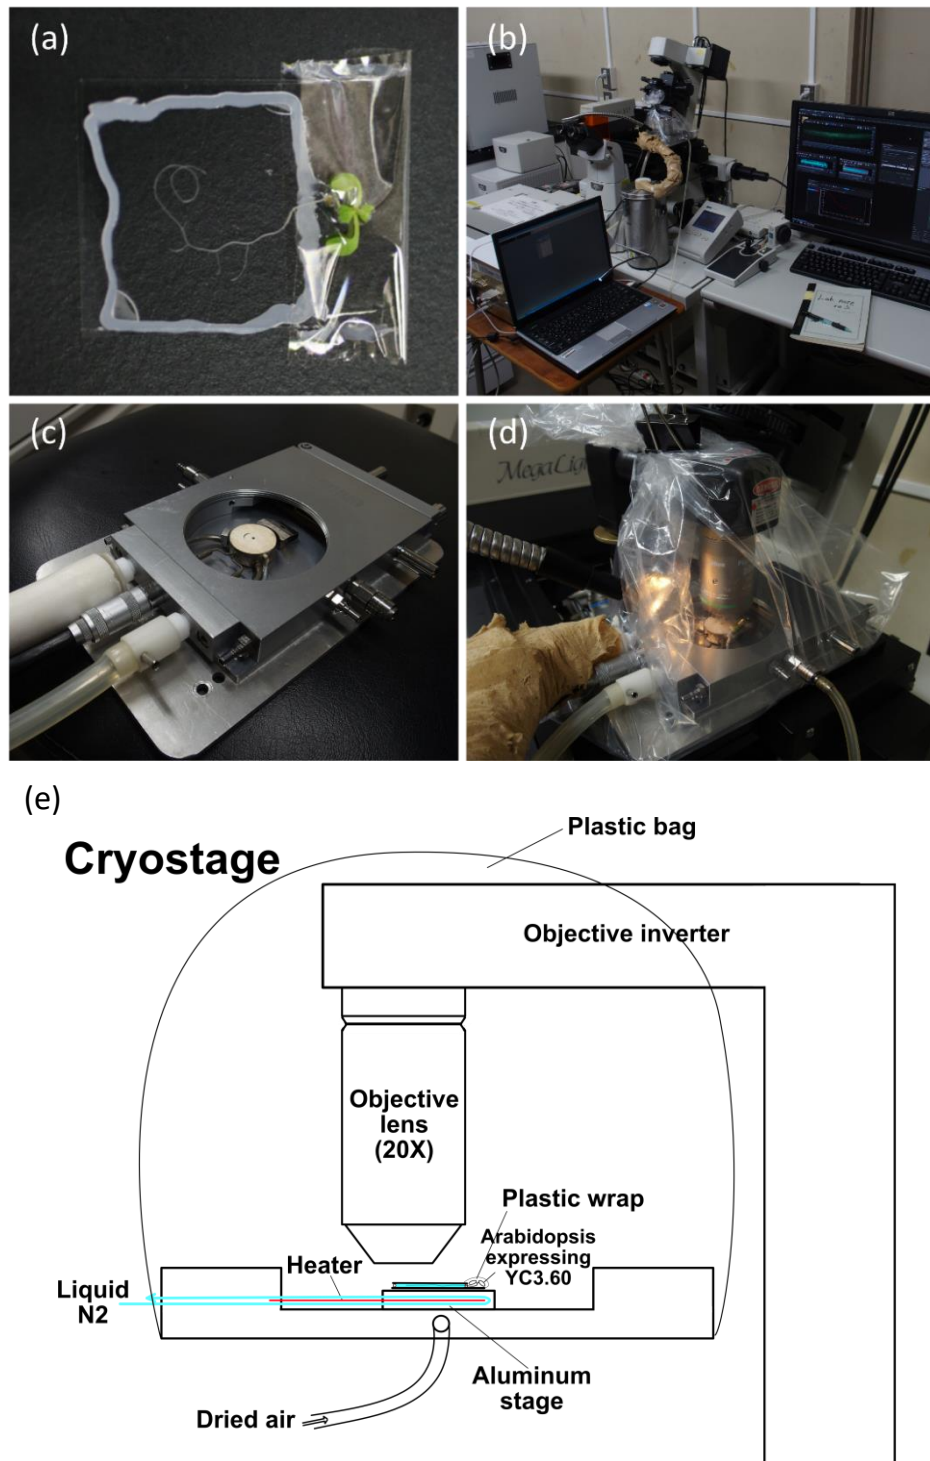 (a)
(b)
(c)
(d)
MegaLigh
(e)
Cryostage
Plastic bag
Objective inverter
Objective
lens
(20X)
Plastic wrap
Arabidopsis
expressing
YC3.60
Heater
Liquid
N2
Aluminum
stage
Dried air